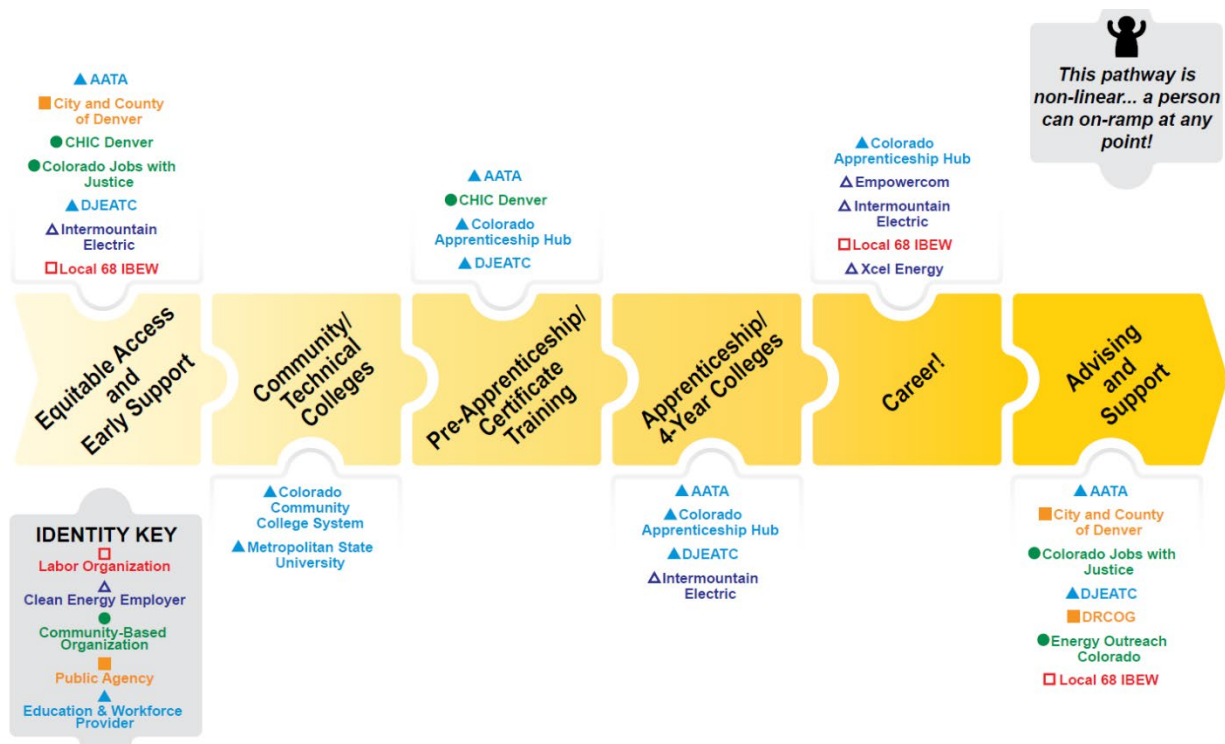 AATA
City and County
of Denver
CHIC Denver
Colorado Jobs with
Justice
DJEATC
Intermountain
Electric
Local 68 IBEW
AATA
CHIC Denver
Colorado
Apprenticeship Hub
DJEATC
Colorado
Apprenticeship Hub
Empowercom
Intermountain
Electric
Local 68 IBEW
Xcel Energy
This pathway is
non-linear... a person
can on-ramp at any
point!
Equitable Access
and
Early Support
Community/
Technical
Colleges
Pre-Apprenticeship/
Certificate
Training
Apprenticeship/
4-Year Colleges
Career!
Advising
and
Support
IDENTITY KEY
Labor Organization
Clean Energy Employer
Community-Based
Organization
Public Agency
Education & Workforce
Provider
Colorado
Community
College System
Metropolitan State
University
AATA
Colorado
Apprenticeship Hub
DJEATC
Intermountain
Electric
AATA
City and County
of Denver
Colorado Jobs with
Justice
DJEATC
DRCOG
Energy Outreach
Colorado
Local 68 IBEW